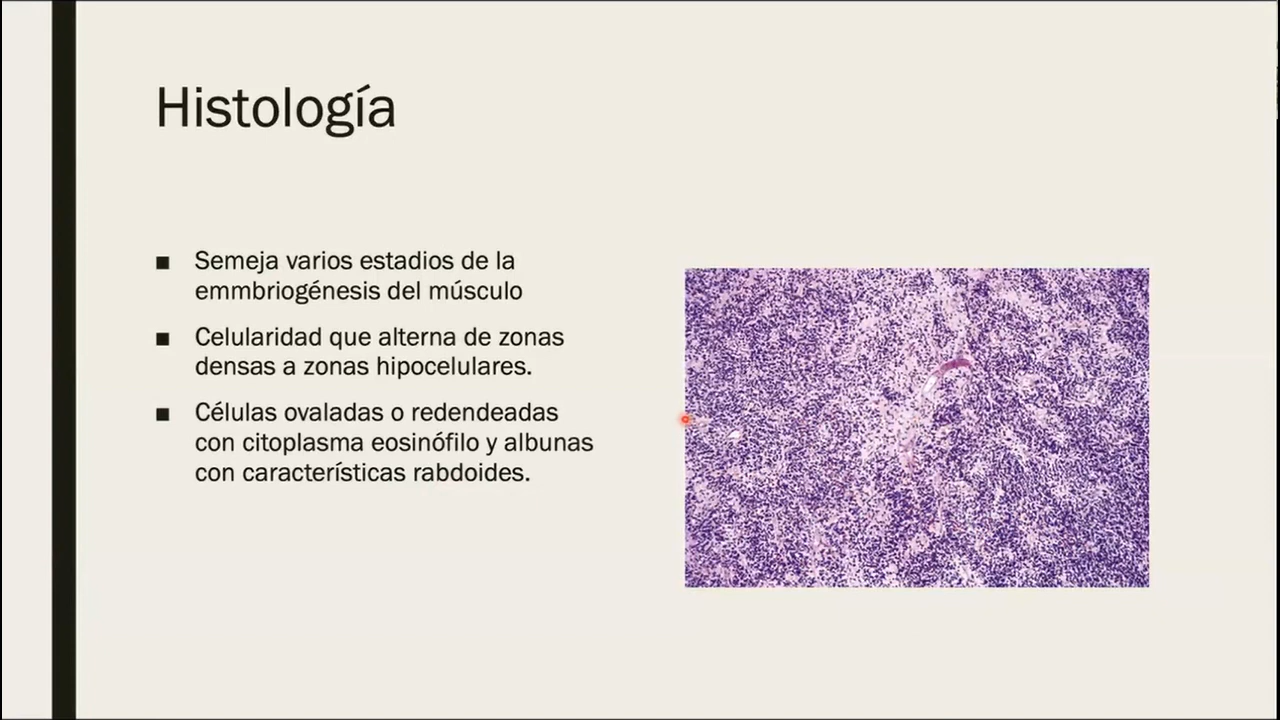 Histología
■ Semeja varios estadios de la
emmbriogénesis del músculo
■ Celularidad que alterna de zonas
densas a zonas hipocelulares.
■ Células ovaladas o redendeadas
con citoplasma eosinófilo y albunas
con características rabdoides.